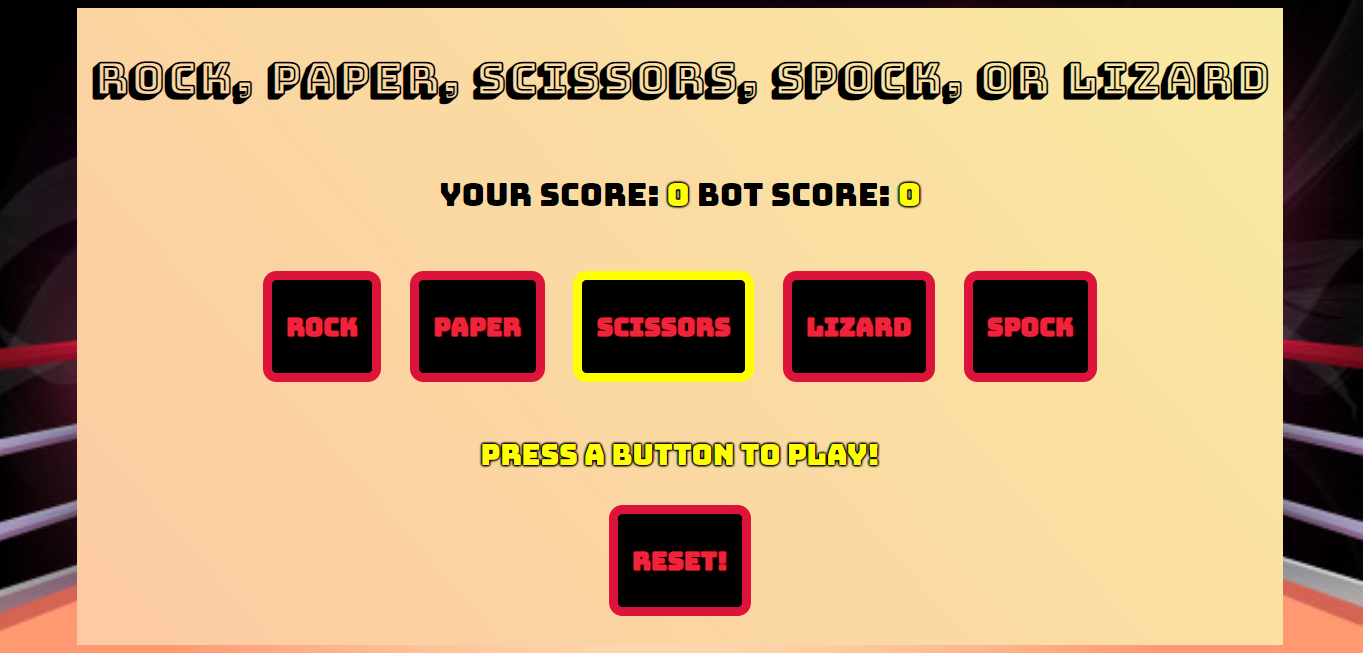 ROCK, PAPER, SCISSORS, SPOCK, OR LIZARD
YOUR SCORE: 0 BOT SCORE: 0
ROCK PAPER SCISSORS LIZARD SPOCK
PRESS A BUTTON TO PLAY!
RESET!